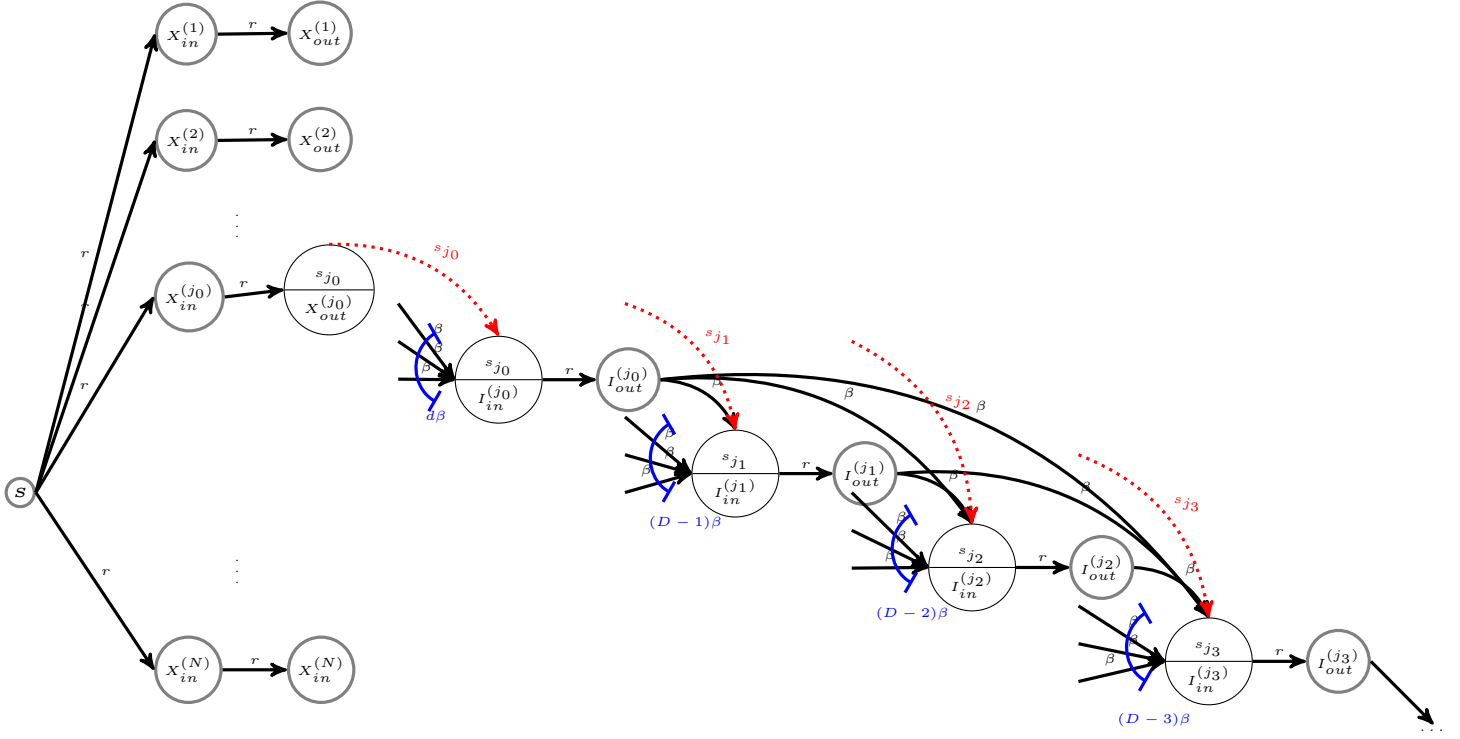 X_{in}^{(1)} r X_{out}^{(1)}
X_{in}^{(2)} r X_{out}^{(2)}
⋮
r
r
r
X_{in}^{(j_0)} r s_{j_0} X_{out}^{(j_0)}
s_{j_0}
β
β
β
dβ
s_{j_0} I_{in}^{(j_0)} r I_{out}^{(j_0)}
s_{j_1}
β
β
β
β
β
β
(D − 1)β
s_{j_1} I_{in}^{(j_1)} r I_{out}^{(j_1)}
s_{j_2}
β
β
β
β
β
(D − 2)β
s_{j_2} I_{in}^{(j_2)} r I_{out}^{(j_2)}
s_{j_3}
β
β
β
β
β
(D − 3)β
s_{j_3} I_{in}^{(j_3)} r I_{out}^{(j_3)}
...
s
r
⋮
X_{in}^{(N)} r X_{in}^{(N)}